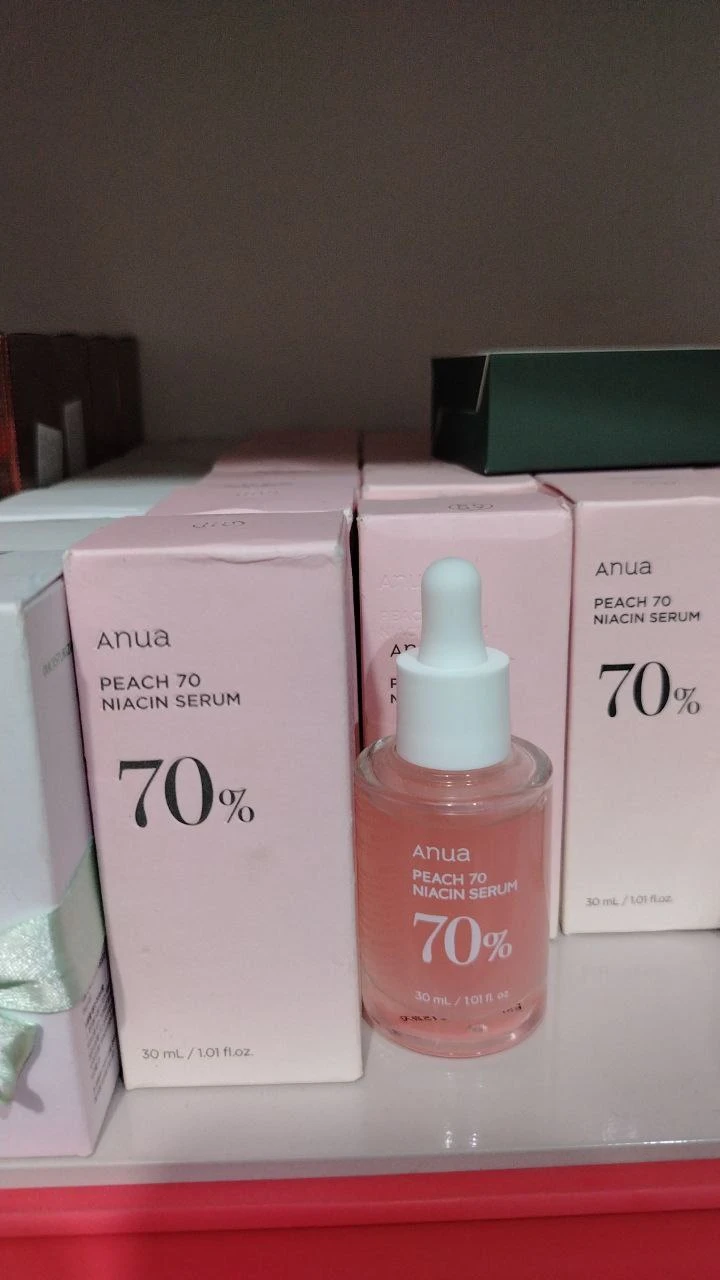 Anua
PEACH 70
NIACIN SERUM
70%
30 mL / 1.01 fl.oz.
Anua
PEACH 70
NIACIN SERUM
70%
30 mL / 1.01 fl.oz
Anua
PEACH 70
NIACIN SERUM
70%
30 mL / 1.01 fl.oz.